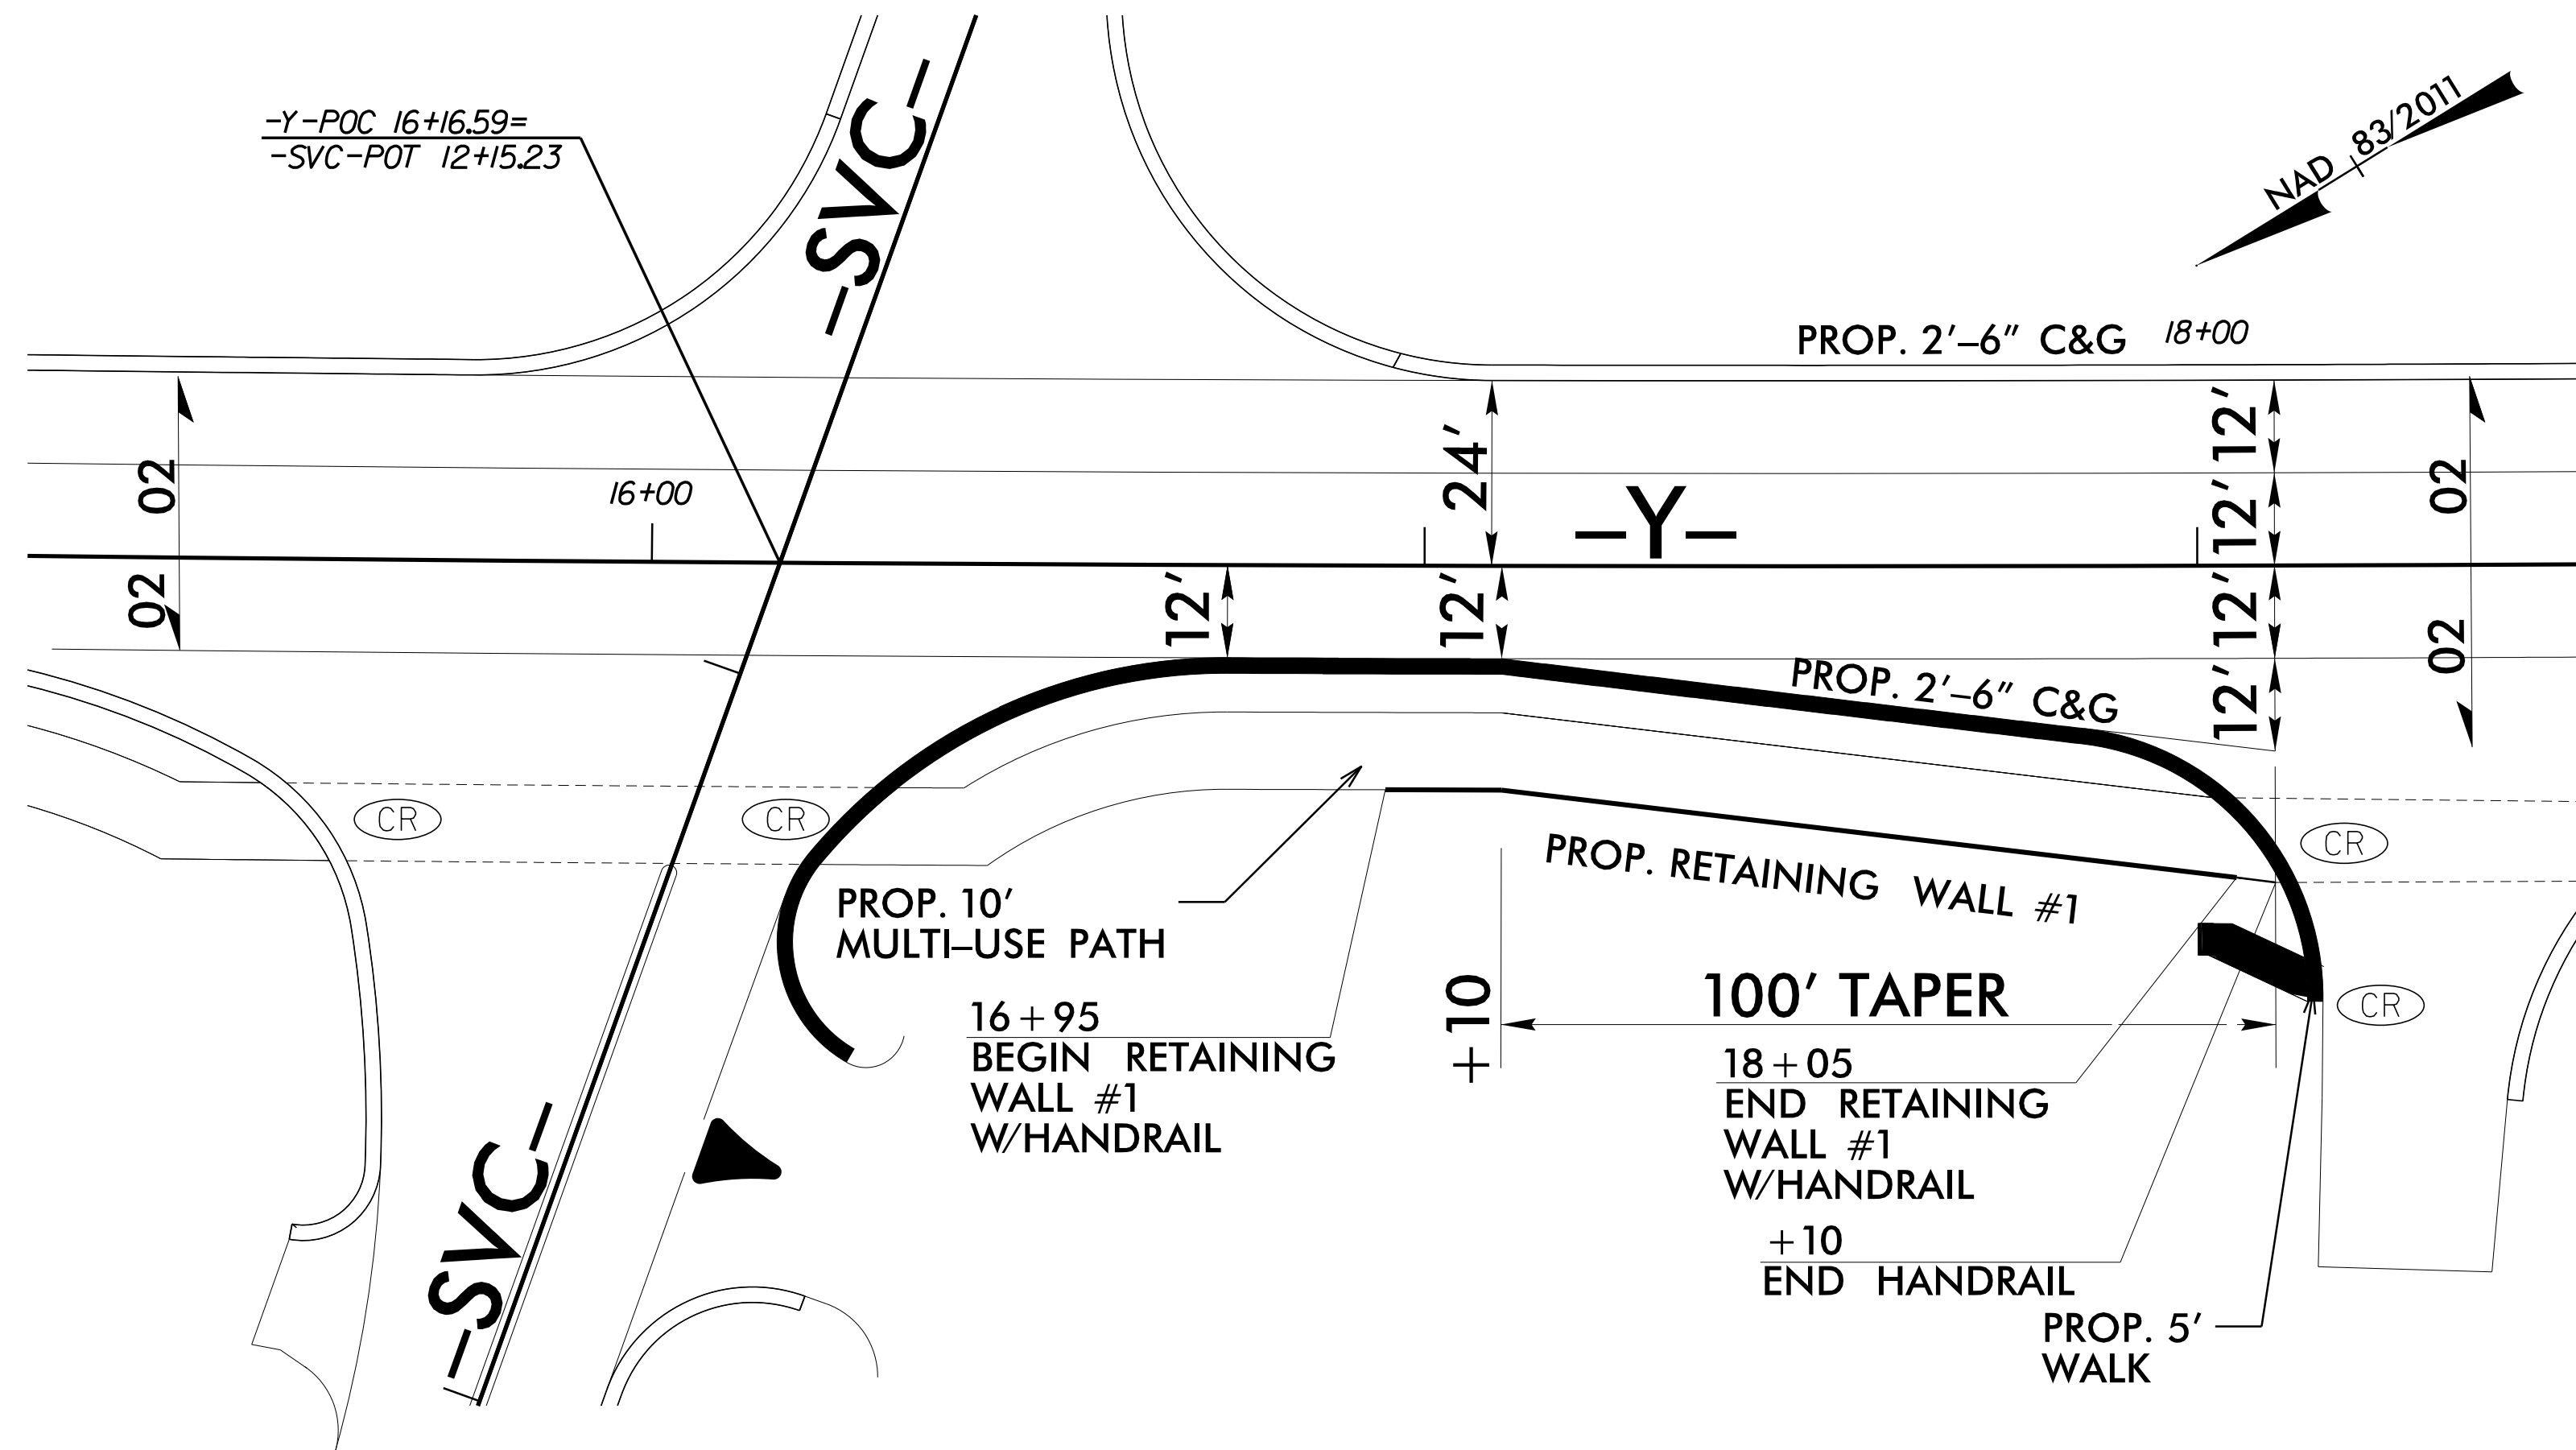 -Y-POC 16+16.59=
-SVC-POT 12+15.23
-SVC-
NAD 83/2011
PROP. 2'-6" C&G
18+00
02
02
16+00
24'
-Y-
12'
12'
12'
12'
12'
12'
02
02
PROP. 2'-6" C&G
CR
CR
CR
CR
PROP. RETAINING WALL #1
PROP. 10'
MULTI-USE PATH
16+95
BEGIN RETAINING
WALL #1
W/HANDRAIL
+10
100' TAPER
18+05
END RETAINING
WALL #1
W/HANDRAIL
+10
END HANDRAIL
PROP. 5'
WALK
-SVC-